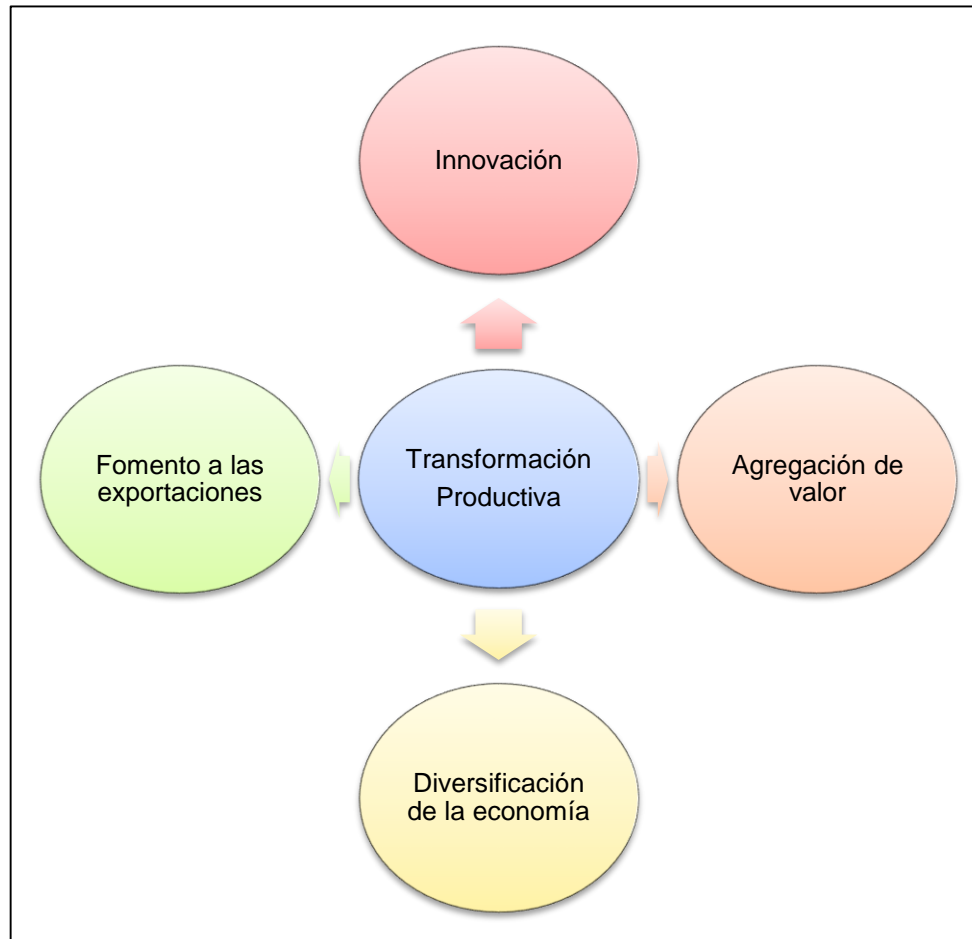 Innovación
Fomento a las
exportaciones
Transformación
Productiva
Agregación de
valor
Diversificación
de la economía